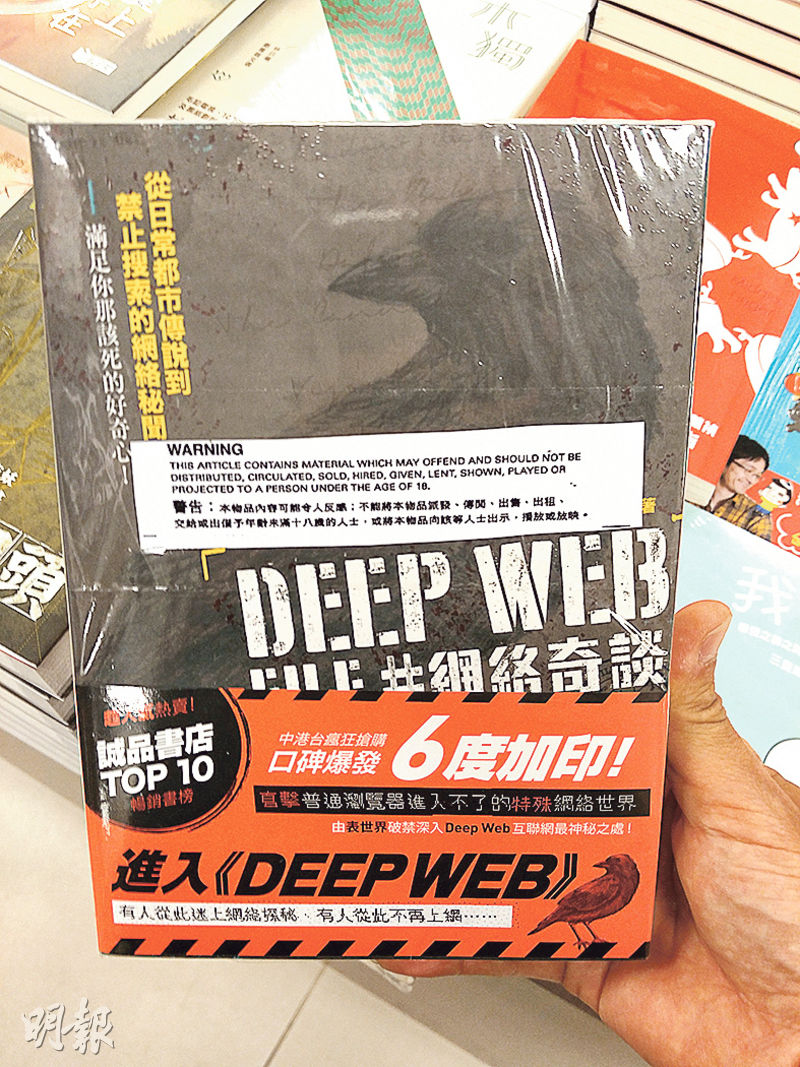 從日常都市傳說到
禁止搜索的網絡秘聞
滿足你那該死的好奇心！
WARNING
THIS ARTICLE CONTAINS MATERIAL WHICH MAY OFFEND AND SHOULD NOT BE
DISTRIBUTED, CIRCULATED, SOLD, HIRED, GIVEN, LENT, SHOWN, PLAYED OR
PROJECTED TO A PERSON UNDER THE AGE OF 18.
警告：本物品內容可能令人反感；不能將本物品派發、傳閱、出售、出租、
交給或出借予年齡未滿十八歲的人士，或將本物品向該等人士出示，播放或放映。
著
DEEP WEB
FILE #網絡奇談
超人氣熱賣！
誠品書店
TOP 10
暢銷書榜
中港台瘋狂搶購
口碑爆發
6度加印！
直擊普通瀏覽器進入不了的特殊網絡世界
由表世界破禁深入Deep Web互聯網最神秘之處！
進入《DEEP WEB》
有人從此迷上網絡探秘，有人從此不再上網……
頭
我
明報